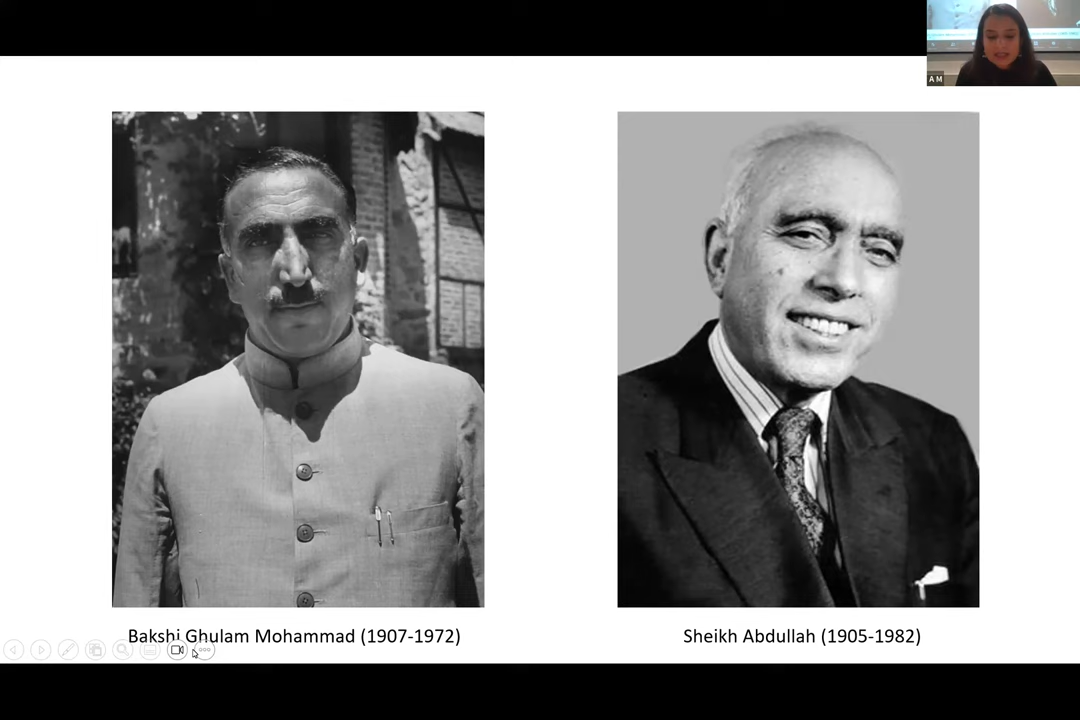 A M
Bakshi Ghulam Mohammad (1907-1972)
Sheikh Abdullah (1905-1982)